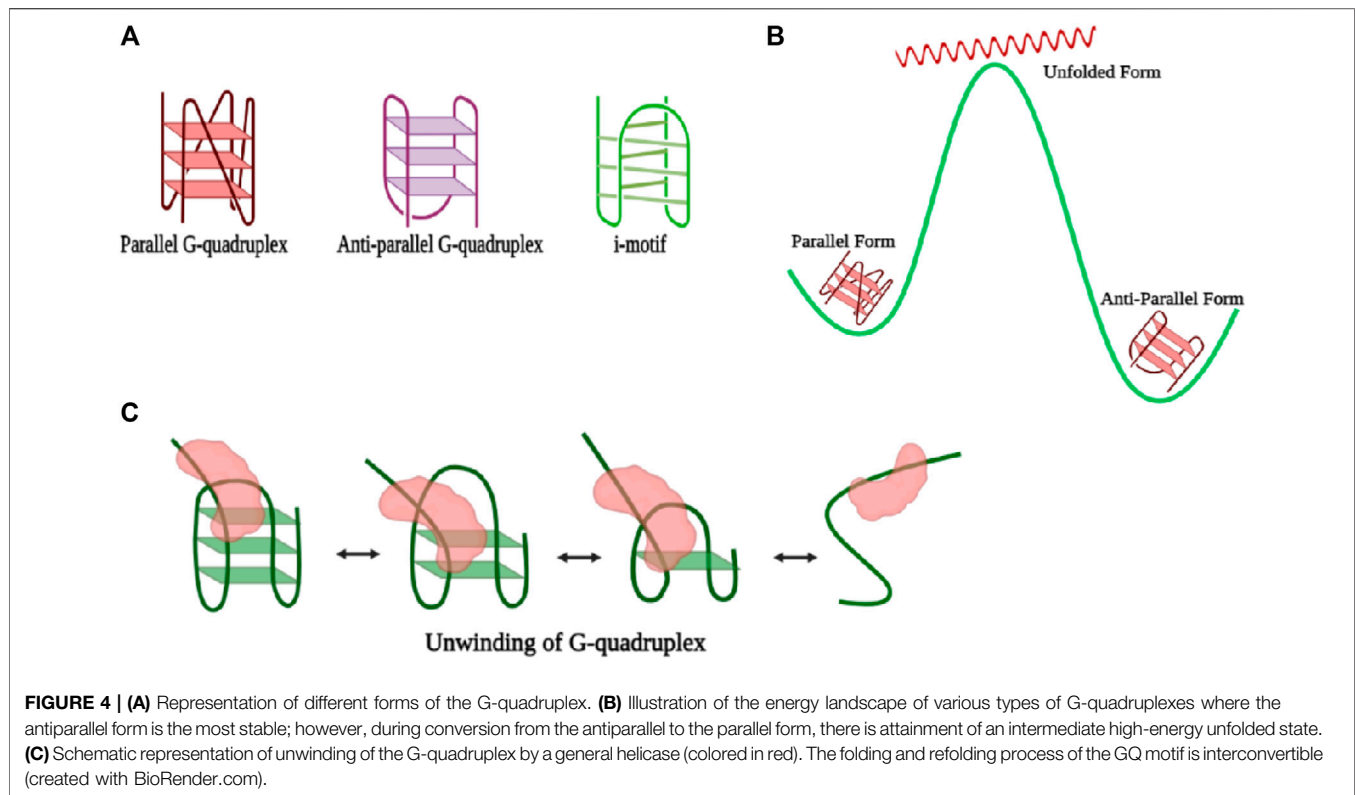 A
B
Unfolded Form
Parallel G-quadruplex
Anti-parallel G-quadruplex
i-motif
Parallel Form
Anti-Parallel Form
C
Unwinding of G-quadruplex
FIGURE 4 | (A) Representation of different forms of the G-quadruplex. (B) Illustration of the energy landscape of various types of G-quadruplexes where the
antiparallel form is the most stable; however, during conversion from the antiparallel to the parallel form, there is attainment of an intermediate high-energy unfolded state.
(C) Schematic representation of unwinding of the G-quadruplex by a general helicase (colored in red). The folding and refolding process of the GQ motif is interconvertible
(created with BioRender.com).